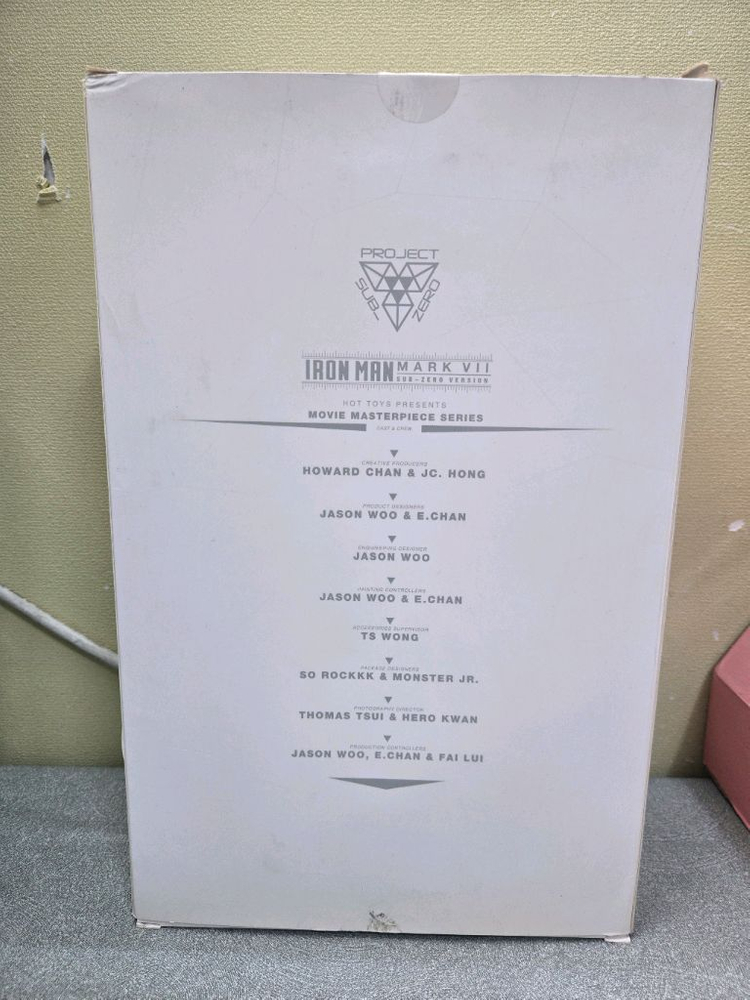 PROJECT
SUB-ZERO
IRON MAN MARK VII
SUB-ZERO VERSION
HOT TOYS PRESENTS
MOVIE MASTERPIECE SERIES
CAST & CREW
CREATIVE PRODUCERS
HOWARD CHAN & JC. HONG
PRODUCT DESIGNERS
JASON WOO & E.CHAN
ENGINEERING DESIGNER
JASON WOO
PAINTING CONTROLLERS
JASON WOO & E.CHAN
ACCESSORIES SUPERVISOR
TS WONG
PACKAGE DESIGNERS
SO ROCKKK & MONSTER JR.
PHOTOGRAPHY DIRECTOR
THOMAS TSUI & HERO KWAN
PRODUCTION CONTROLLERS
JASON WOO, E.CHAN & FAI LUI